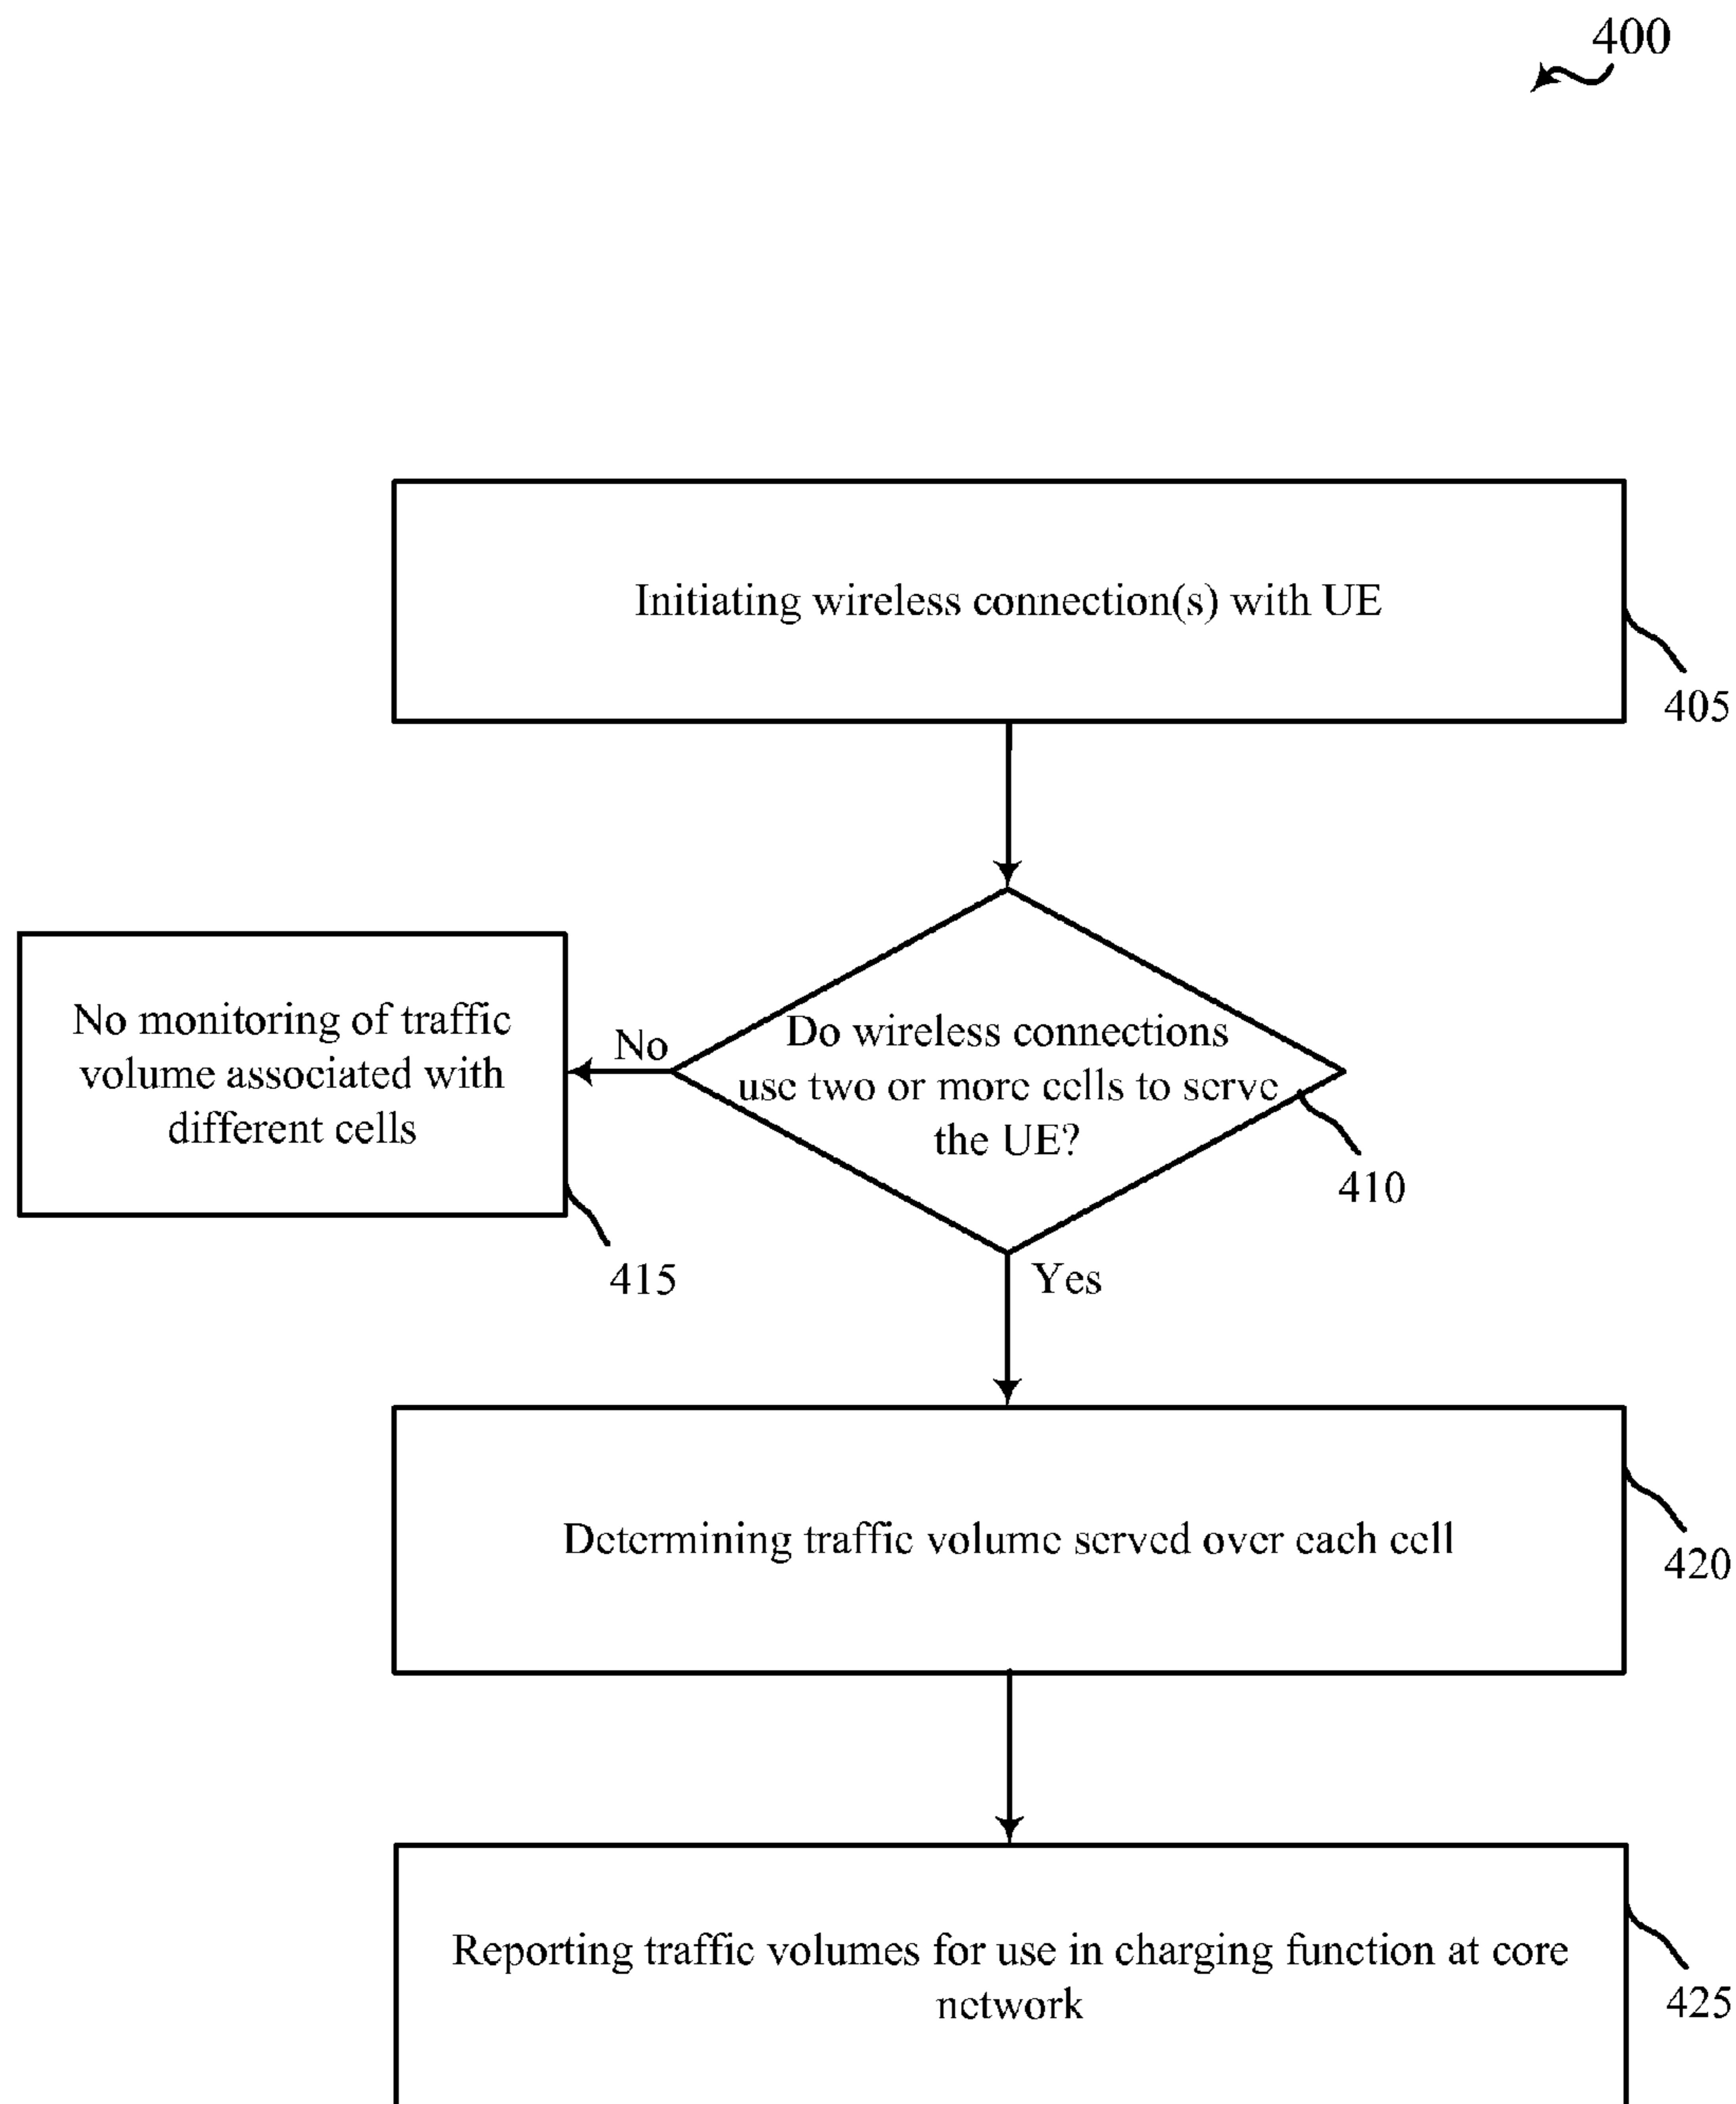 400
Initiating wireless connection(s) with UE
405
No monitoring of traffic
volume associated with
different cells
415
No
Do wireless connections
use two or more cells to serve
the UE?
410
Yes
Determining traffic volume served over each cell
420
Reporting traffic volumes for use in charging function at core
network
425